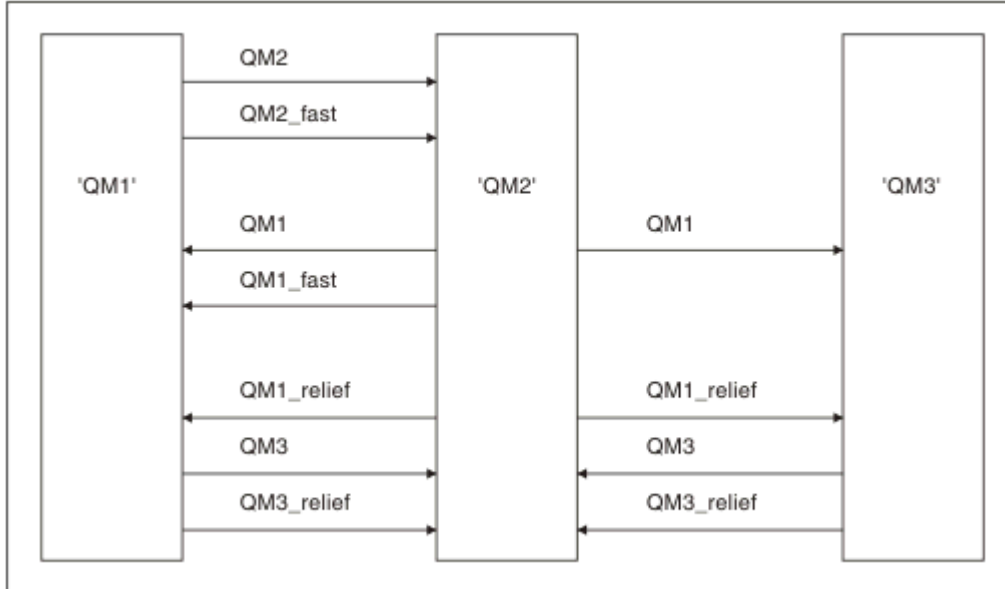 QM2
QM2_fast
'QM1'
'QM2'
'QM3'
QM1
QM1
QM1_fast
QM1_relief
QM1_relief
QM3
QM3
QM3_relief
QM3_relief